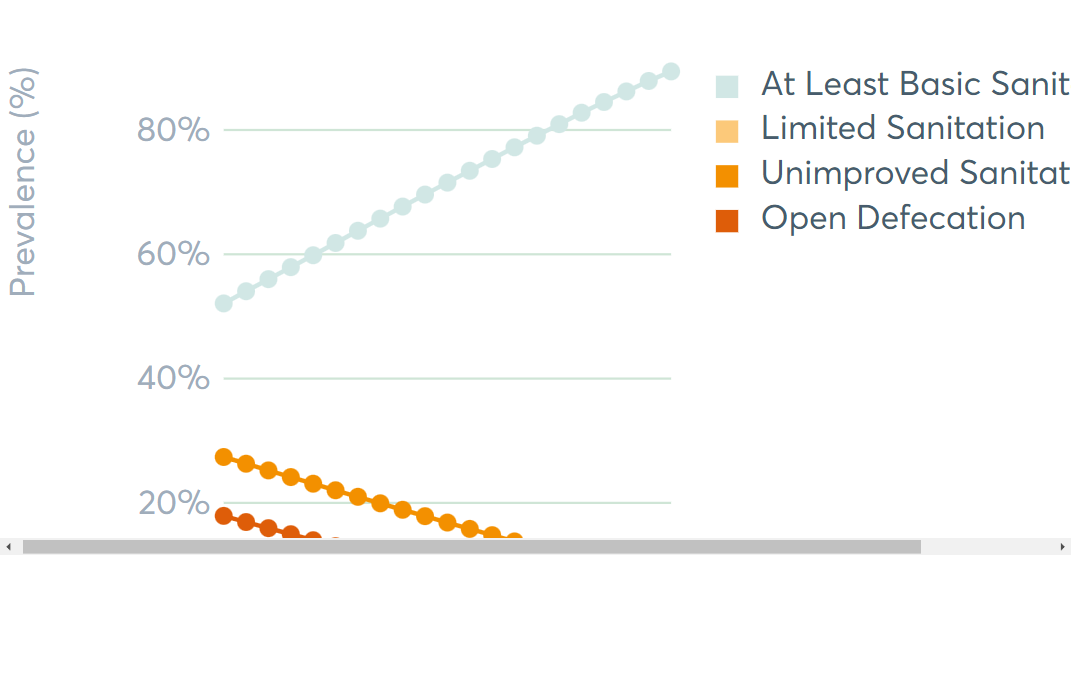 Prevalence (%)
80%
60%
40%
20%
At Least Basic Sanit
Limited Sanitation
Unimproved Sanitat
Open Defecation